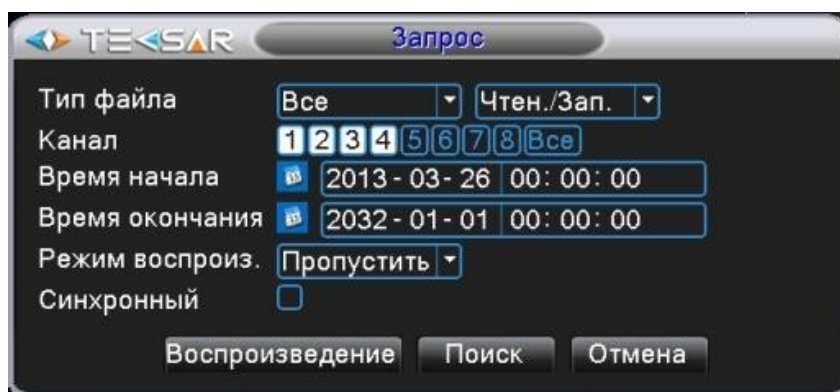 TEKSAR Запрос
Тип файла Все Чтен./Зап.
Канал 1 2 3 4 5 6 7 8 Все
Время начала 2013-03-26 00:00:00
Время окончания 2032-01-01 00:00:00
Режим воспроиз. Пропустить
Синхронный
Воспроизведение Поиск Отмена